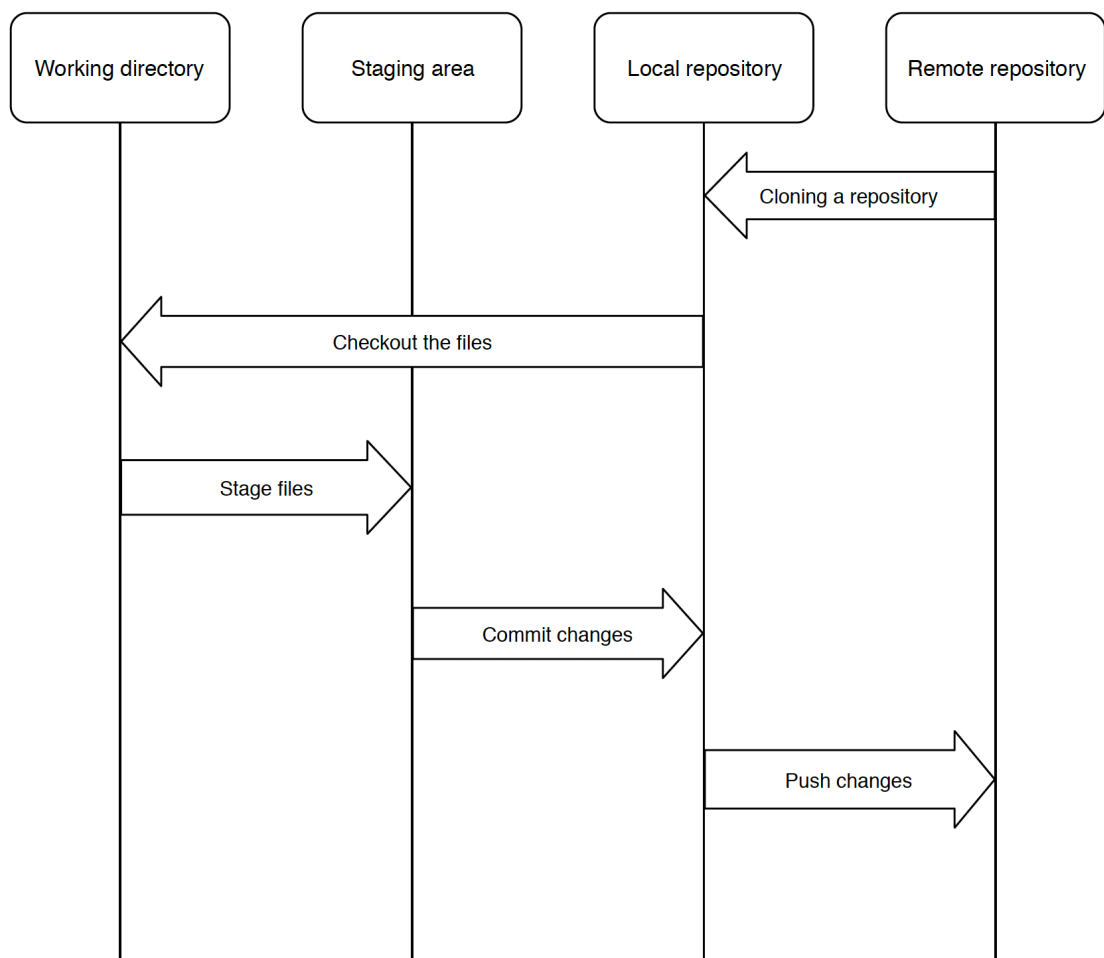 Working directory
Staging area
Local repository
Remote repository
Cloning a repository
Checkout the files
Stage files
Commit changes
Push changes